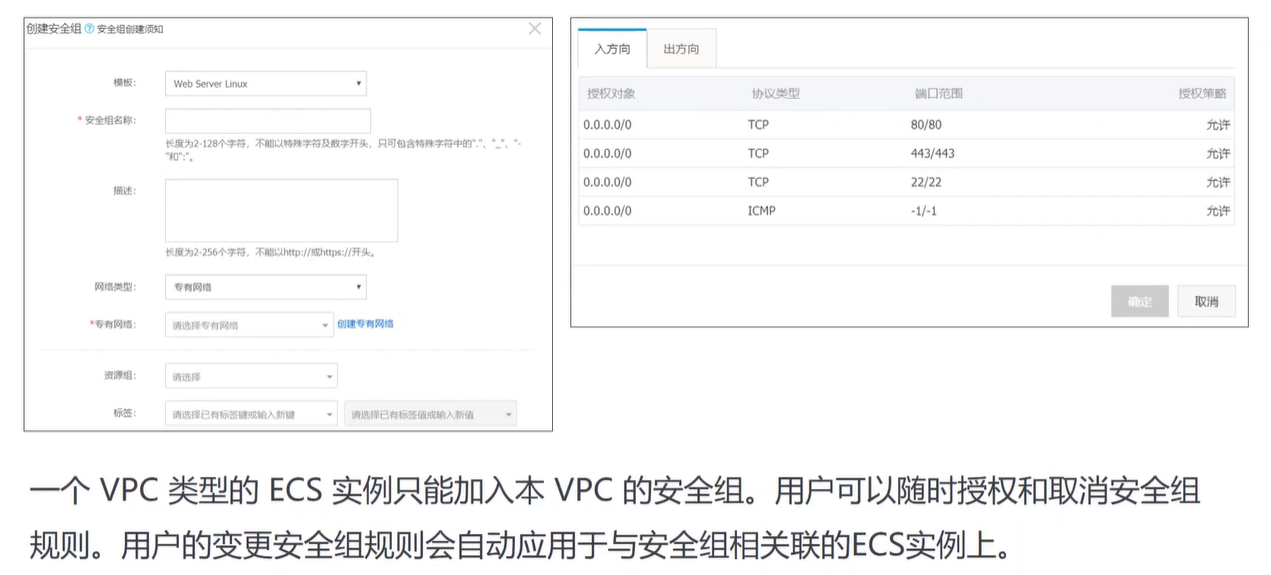 创建安全组 ? 安全组创建须知
模板:
Web Server Linux
* 安全组名称:
长度为2-128个字符，不能以特殊字符及数字开头，只可包含特殊字符中的"."、"_"、"-
"和":"。
描述:
长度为2-256个字符，不能以http://或https://开头。
网络类型:
专有网络
*专有网络:
请选择专有网络
创建专有网络
资源组:
请选择
标签:
请选择已有标签键或输入新键
请选择已有标签值或输入新值
入方向 出方向
授权对象 协议类型 端口范围 授权策略
0.0.0.0/0 TCP 80/80 允许
0.0.0.0/0 TCP 443/443 允许
0.0.0.0/0 TCP 22/22 允许
0.0.0.0/0 ICMP -1/-1 允许
确定 取消
一个 VPC 类型的 ECS 实例只能加入本 VPC 的安全组。用户可以随时授权和取消安全组
规则。用户的变更安全组规则会自动应用于与安全组相关联的ECS实例上。